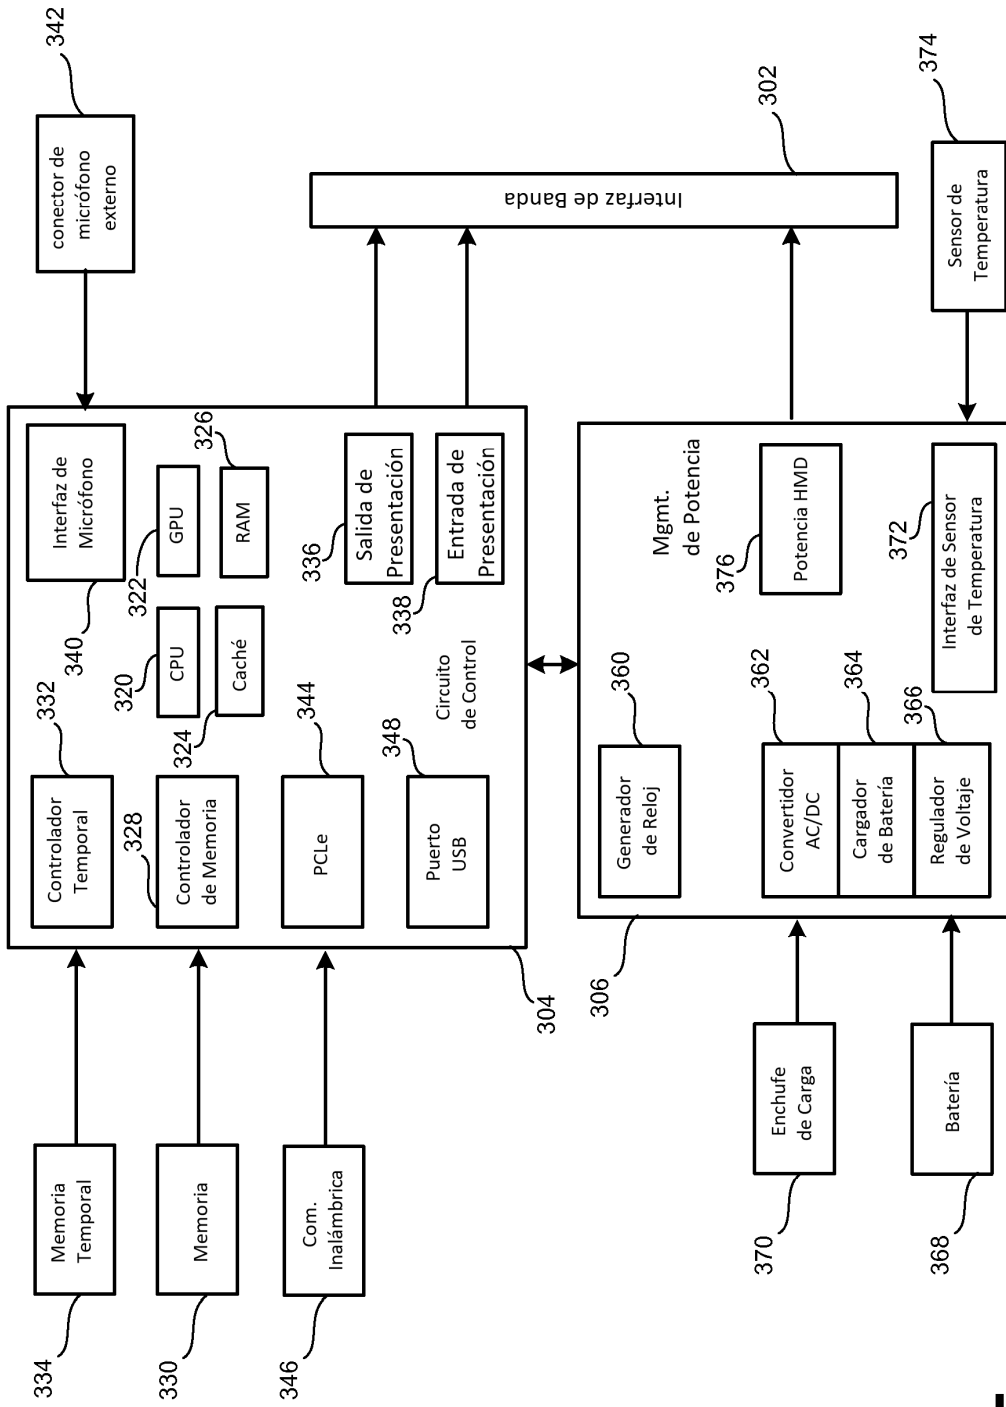 342
conector de
micrófono
externo
302
Interfaz de Banda
374
Sensor de
Temperatura
Interfaz de
Micrófono
340
322
GPU
326
RAM
320
CPU
324
Caché
336
Salida de
Presentación
338
Entrada de
Presentación
332
Controlador
Temporal
328
Controlador
de Memoria
344
PCLe
348
Puerto
USB
Circuito
de Control
304
Mgmt.
de Potencia
376
Potencia HMD
372
Interfaz de Sensor
de Temperatura
360
Generador
de Reloj
362
Convertidor
AC/DC
364
Cargador
de Batería
366
Regulador
de Voltaje
306
Memoria
Temporal
334
Memoria
330
Com.
Inalámbrica
346
Enchufe
de Carga
370
Batería
368